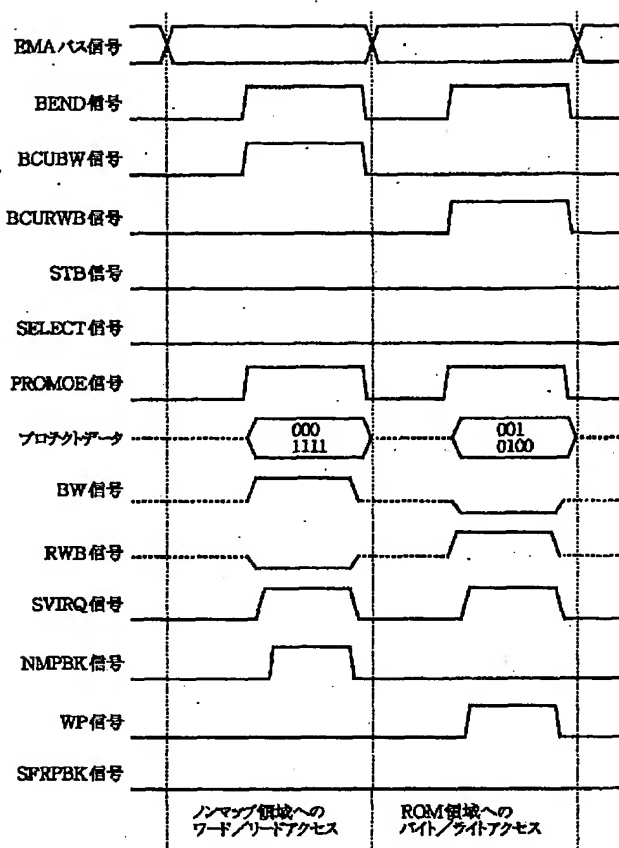 EMAバス信号
BEND信号
BCUBW信号
BCURWB信号
STB信号
SELECT信号
PROMOE信号
プロテクトデータ
000
1111
001
0100
BW信号
RWB信号
SVIRQ信号
NMPBK信号
WP信号
SFRPBK信号
ノンマップ領域への
ワード/リードアクセス
ROM領域への
バイト/ライトアクセス